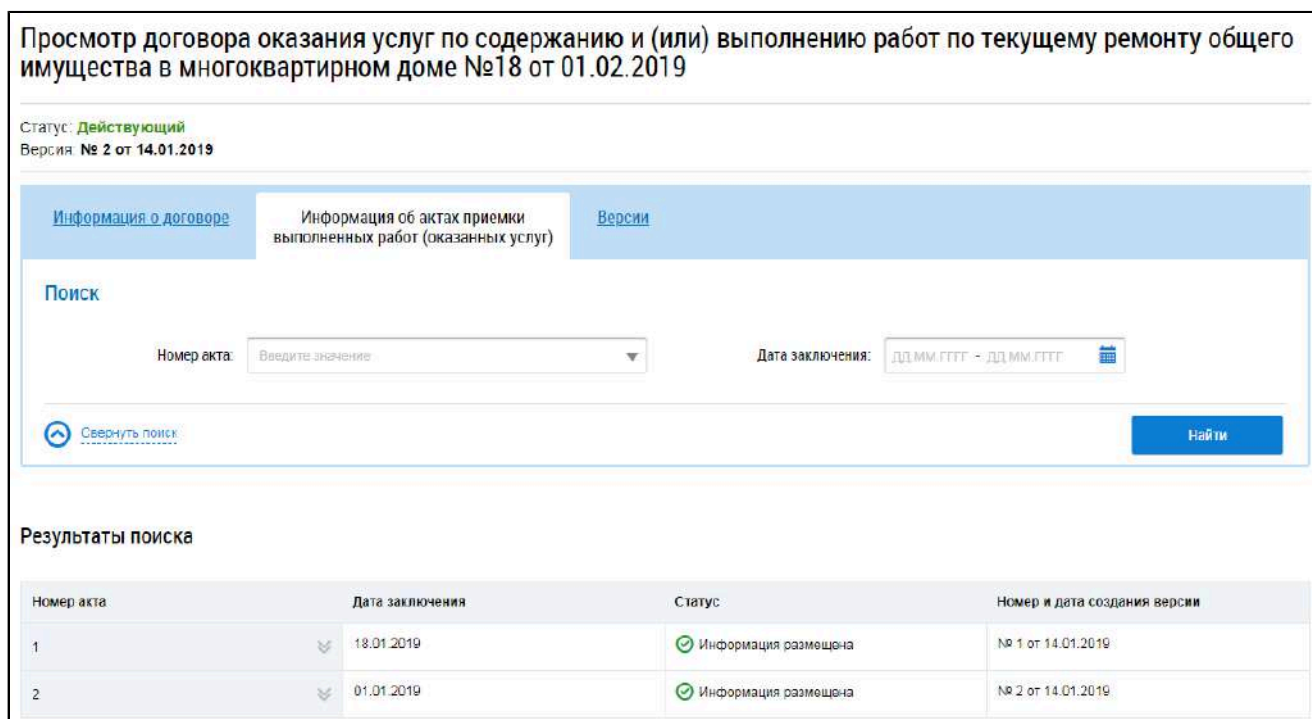 Просмотр договора оказания услуг по содержанию и (или) выполнению работ по текущему ремонту общего
имущества в многоквартирном доме №18 от 01.02.2019
Статус: Действующий
Версия: № 2 от 14.01.2019
Информация о договоре
Информация об актах приемки
выполненных работ (оказанных услуг)
Версии
Поиск
Номер акта: Введите значение
Дата заключения: ДД.ММ.ГГГГ - ДД.ММ.ГГГГ
Свернуть поиск
Найти
Результаты поиска
Номер акта Дата заключения Статус Номер и дата создания версии
1 18.01.2019 Информация размещена № 1 от 14.01.2019
2 01.01.2019 Информация размещена № 2 от 14.01.2019